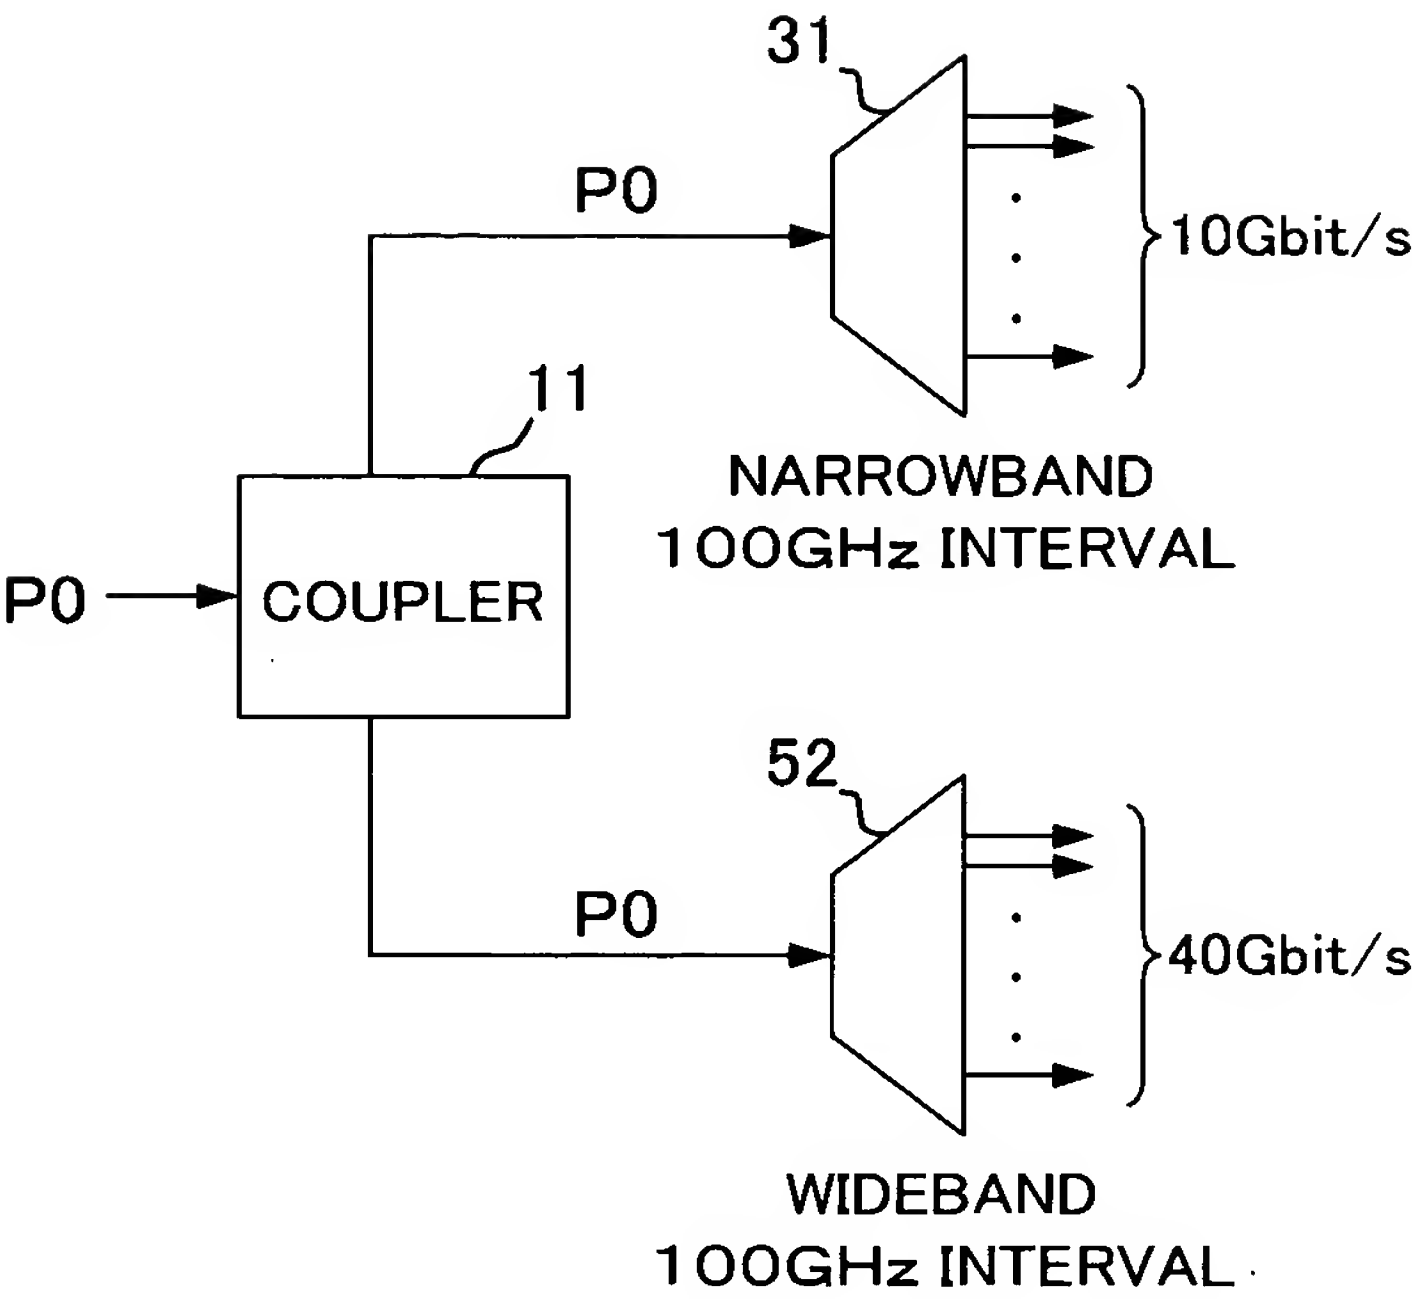 31
P0
10Gbit/s
11
NARROWBAND
100GHz INTERVAL
P0
COUPLER
52
P0
40Gbit/s
WIDEBAND
100GHz INTERVAL